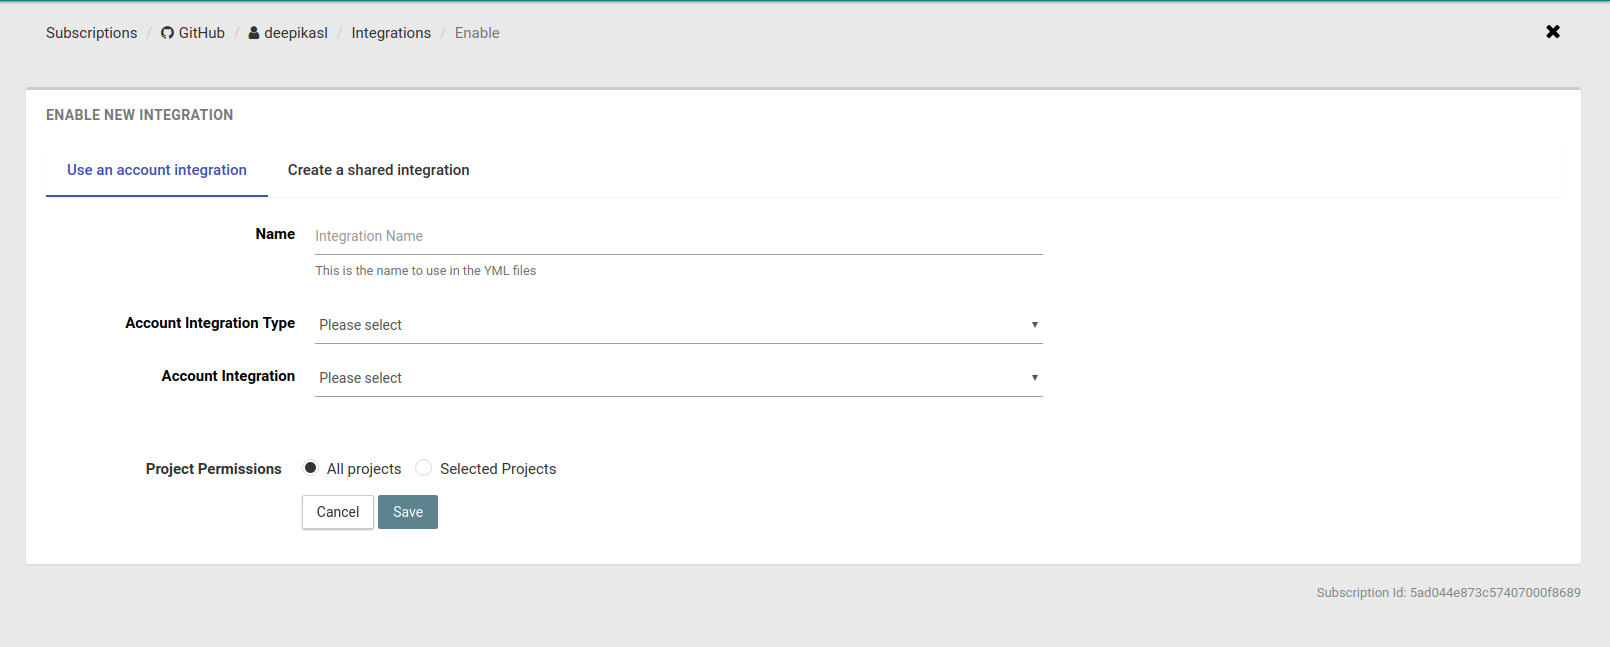 Subscriptions / GitHub / deepikasl / Integrations / Enable
ENABLE NEW INTEGRATION
Use an account integration Create a shared integration
Name Integration Name
This is the name to use in the YML files
Account Integration Type Please select
Account Integration Please select
Project Permissions All projects Selected Projects
Cancel Save
Subscription Id: 5ad044e873c57407000f8689